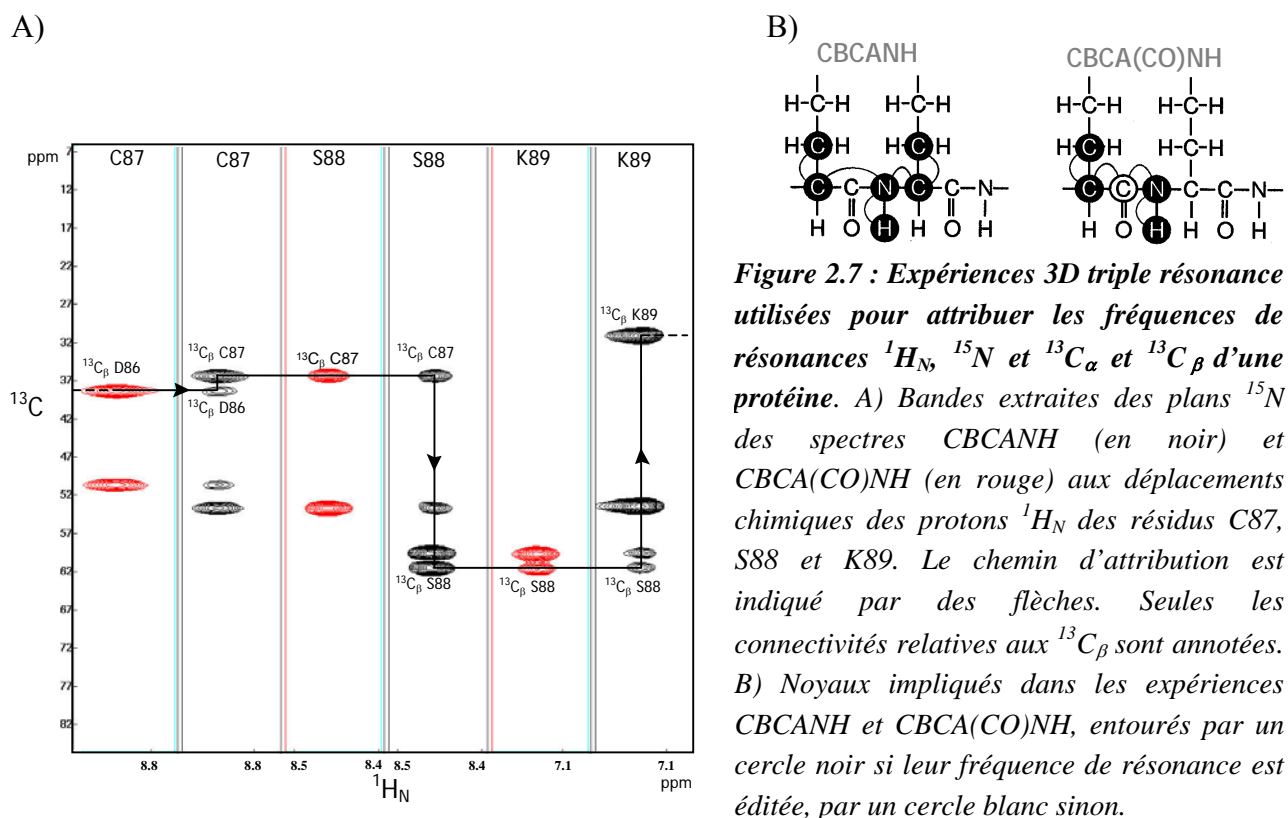 A)
ppm
C87 C87 S88 S88 K89 K89
7
12
17
22
27
32
37
42
47
52
57
62
67
72
77
82
¹³C
¹³Cᵦ D86
¹³Cᵦ C87
¹³Cᵦ D86
¹³Cᵦ C87
¹³Cᵦ C87
¹³Cᵦ S88
¹³Cᵦ S88
¹³Cᵦ K89
¹³Cᵦ S88
8.8 8.8 8.5 8.4 8.5 8.4 7.1 7.1
¹H_N
ppm
B)
CBCANH CBCA(CO)NH
H-C-H H-C-H H-C-H H-C-H
C H C H C H H-C-H
C C N C C N C C N C C N
H O H H O H H O H H O H
Figure 2.7 : Expériences 3D triple résonance
utilisées pour attribuer les fréquences de
résonances ¹H_N, ¹⁵N et ¹³C_α et ¹³C_β d’une
protéine. A) Bandes extraites des plans ¹⁵N
des spectres CBCANH (en noir) et
CBCA(CO)NH (en rouge) aux déplacements
chimiques des protons ¹H_N des résidus C87,
S88 et K89. Le chemin d’attribution est
indiqué par des flèches. Seules les
connectivités relatives aux ¹³C_β sont annotées.
B) Noyaux impliqués dans les expériences
CBCANH et CBCA(CO)NH, entourés par un
cercle noir si leur fréquence de résonance est
éditée, par un cercle blanc sinon.